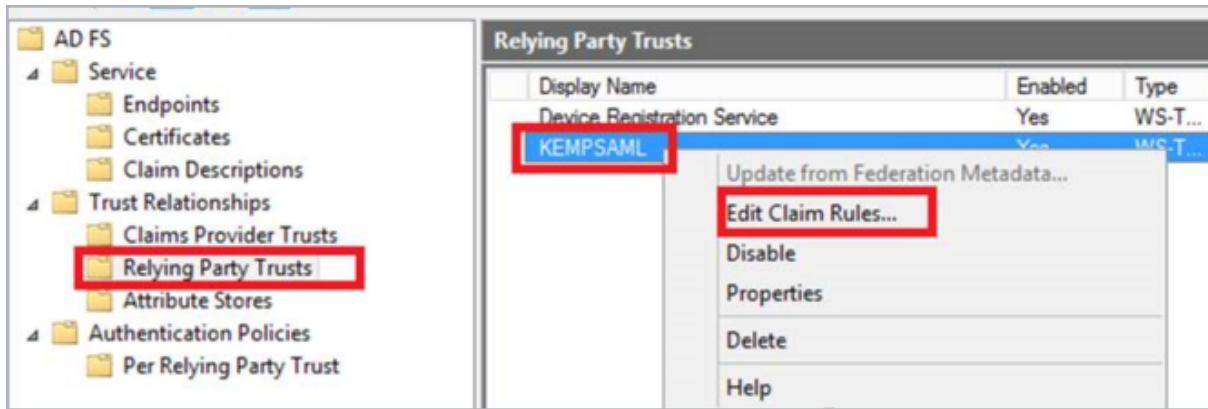 AD FS
Service
Endpoints
Certificates
Claim Descriptions
Trust Relationships
Claims Provider Trusts
Relying Party Trusts
Attribute Stores
Authentication Policies
Per Relying Party Trust
Relying Party Trusts
Display Name Enabled Type
Device Registration Service Yes WS-T...
KEMPSAML Yes WS-T...
Update from Federation Metadata...
Edit Claim Rules...
Disable
Properties
Delete
Help